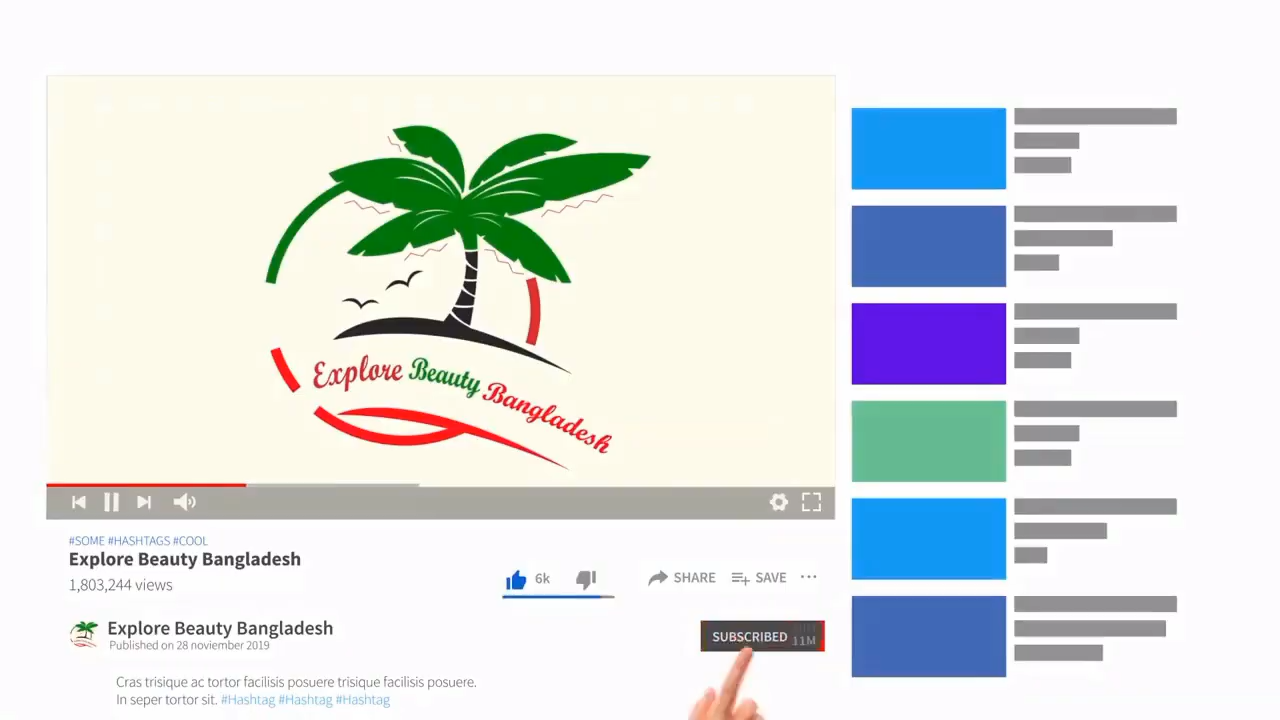 Explore Beauty Bangladesh
#SOME #HASHTAGS #COOL
Explore Beauty Bangladesh
1,803,244 views
6k
SHARE
SAVE
Explore Beauty Bangladesh
Published on 28 noviember 2019
SUBSCRIBED 11M
Cras trisique ac tortor facilisis posuere trisique facilisis posuere.
In seper tortor sit. #Hashtag #Hashtag #Hashtag